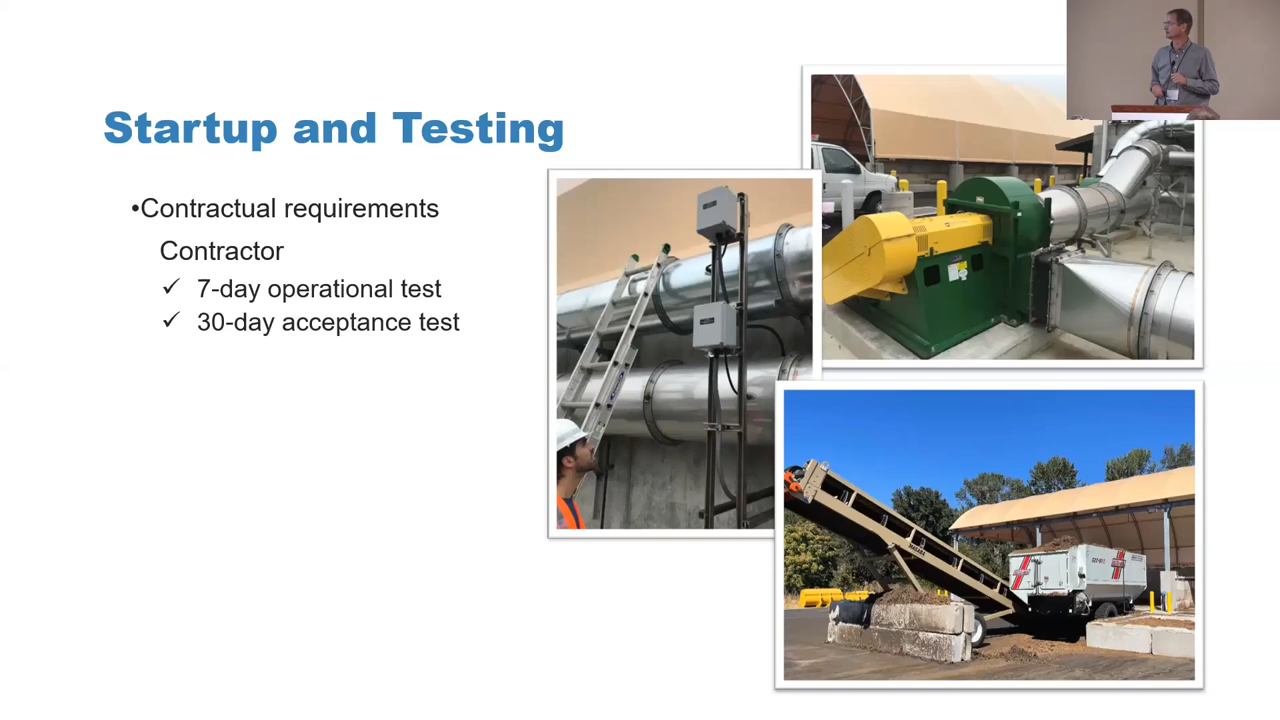 Startup and Testing
•Contractual requirements
Contractor
✓ 7-day operational test
✓ 30-day acceptance test